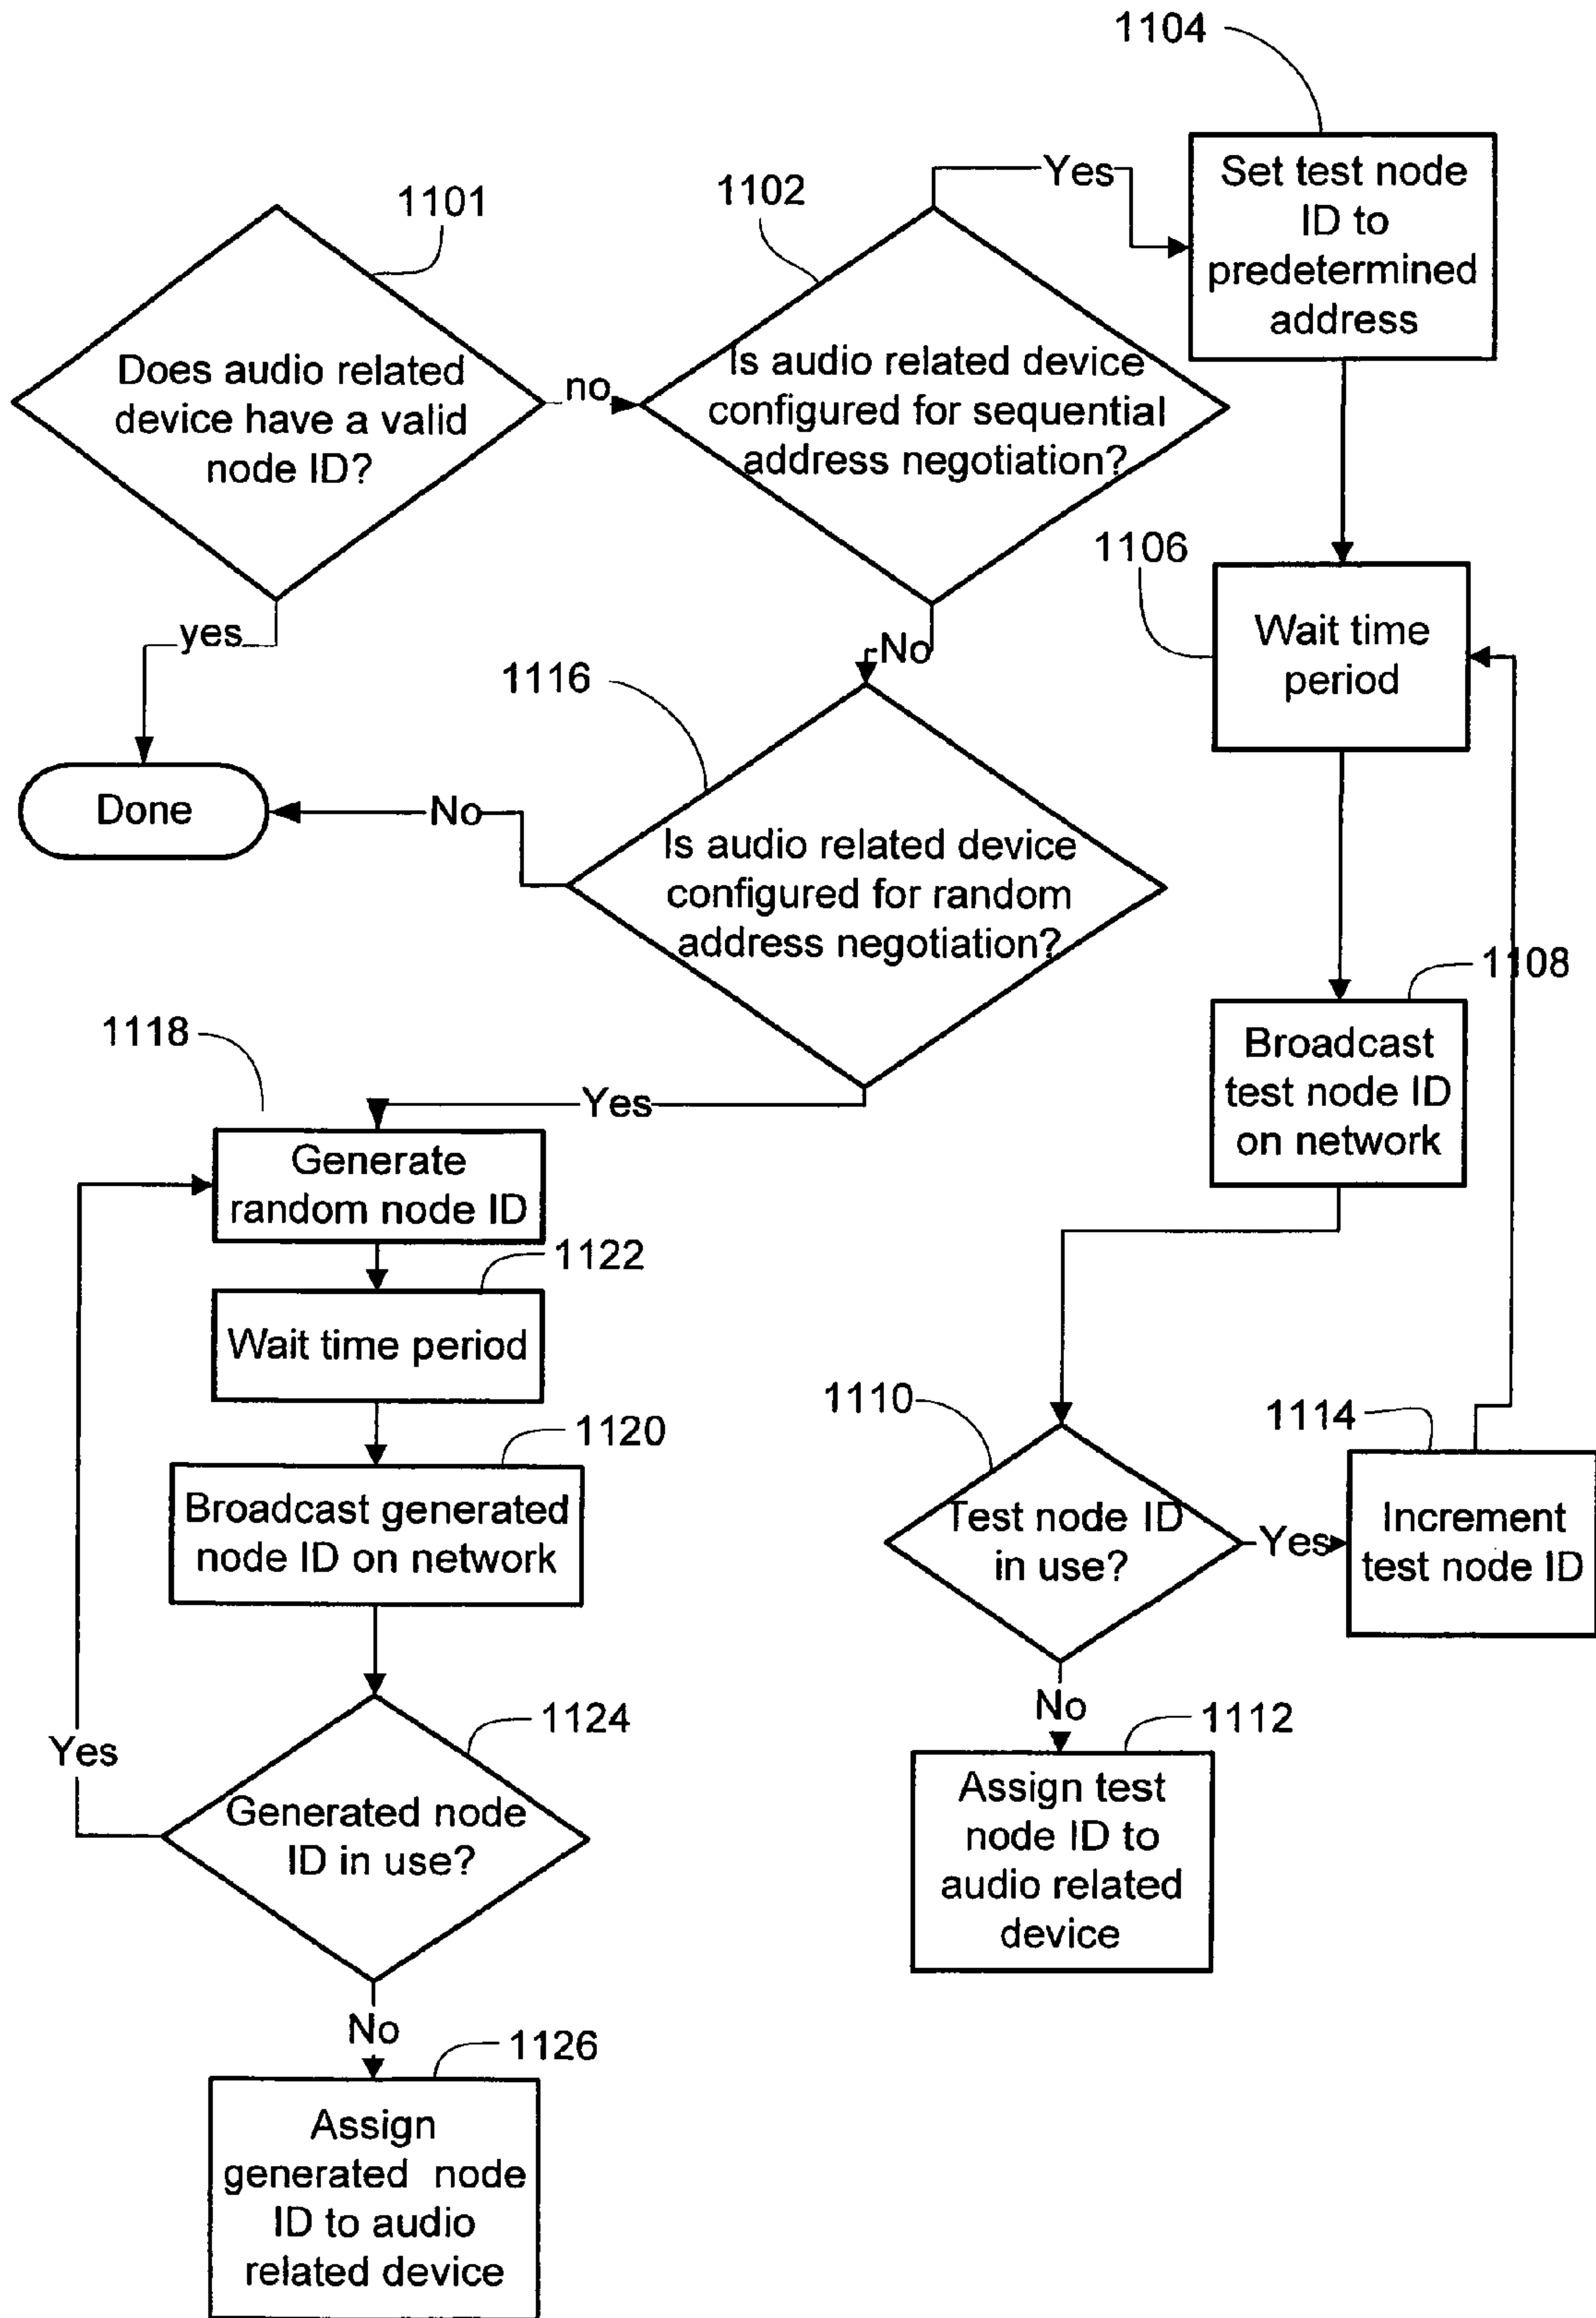 1104
Yes
Set test node
ID to
predetermined
address
1101
1102
Does audio related
device have a valid
node ID?
no
Is audio related device
configured for sequential
address negotiation?
1106
Wait time
period
yes
No
1116
Done
No
Is audio related device
configured for random
address negotiation?
1108
Broadcast
test node ID
on network
1118
Yes
Generate
random node ID
1122
Wait time period
1120
Broadcast generated
node ID on network
1110
1114
Test node ID
in use?
Yes
Increment
test node ID
No
1112
Assign test
node ID to
audio related
device
1124
Yes
Generated node
ID in use?
No
1126
Assign
generated node
ID to audio
related device